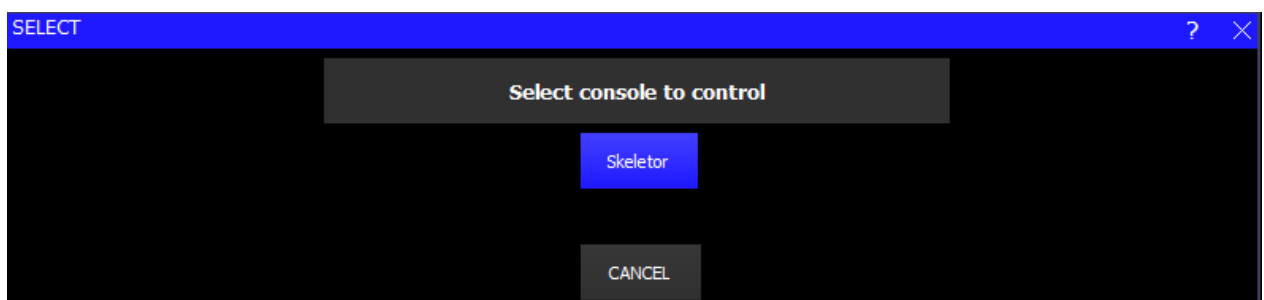 SELECT ?
Select console to control
Skeletor
CANCEL